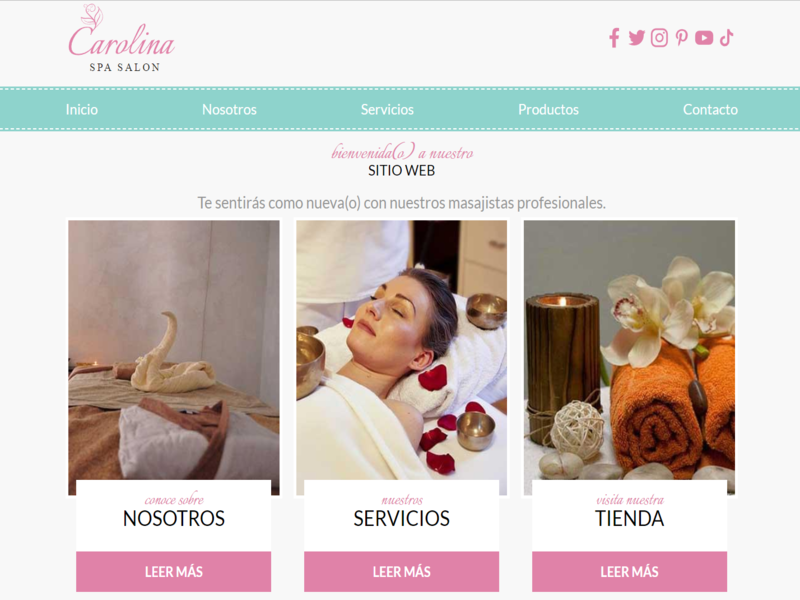 Carolina
SPA SALON
Inicio Nosotros Servicios Productos Contacto
bienvenida(o) a nuestro
SITIO WEB
Te sentirás como nueva(o) con nuestros masajistas profesionales.
conoce sobre
NOSOTROS
LEER MÁS
nuestros
SERVICIOS
LEER MÁS
visita nuestra
TIENDA
LEER MÁS